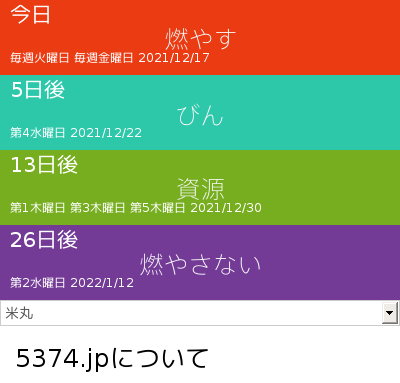 今日
燃やす
毎週火曜日 毎週金曜日 2021/12/17
5日後
びん
第4水曜日 2021/12/22
13日後
資源
第1木曜日 第3木曜日 第5木曜日 2021/12/30
26日後
燃やさない
第2水曜日 2022/1/12
米丸
5374.jpについて